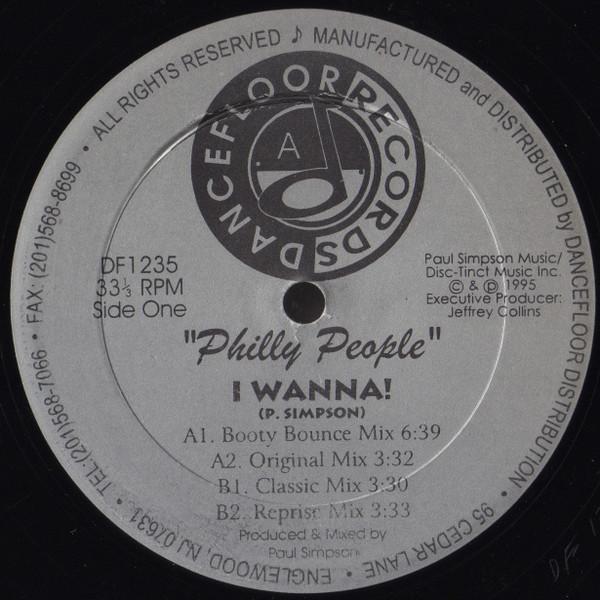 ALL RIGHTS RESERVED ♪ MANUFACTURED and DISTRIBUTED by DANCEFLOOR DISTRIBUTION • 95 CEDAR LANE • ENGLEWOOD NJ 07631 • TEL:(201)568-7066 • FAX: (201)568-8699 •
DANCEFLOOR RECORDS
A
DF1235
33⅓ RPM
Side One
Paul Simpson Music/
Disc-Tinct Music Inc.
© & ℗ 1995
Executive Producer:
Jeffrey Collins
"Philly People"
I WANNA!
(P. SIMPSON)
A1. Booty Bounce Mix 6:39
A2. Original Mix 3:32
B1. Classic Mix 3:30
B2. Reprise Mix 3:33
Produced & Mixed by
Paul Simpson